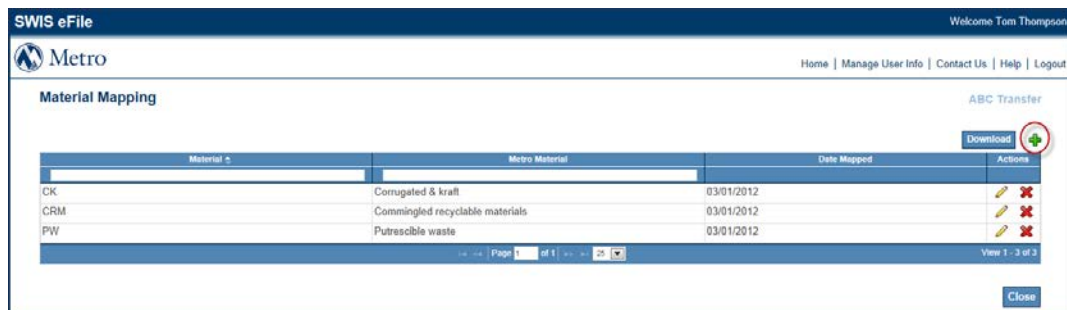 SWIS eFile Welcome Tom Thompson
Metro
Home | Manage User Info | Contact Us | Help | Logout
Material Mapping ABC Transfer
Download
Material Metro Material Date Mapped Actions
CK Corrugated & kraft 03/01/2012
CRM Commingled recyclable materials 03/01/2012
PW Putrescible waste 03/01/2012
Page 1 of 1 25 View 1 - 3 of 3
Close